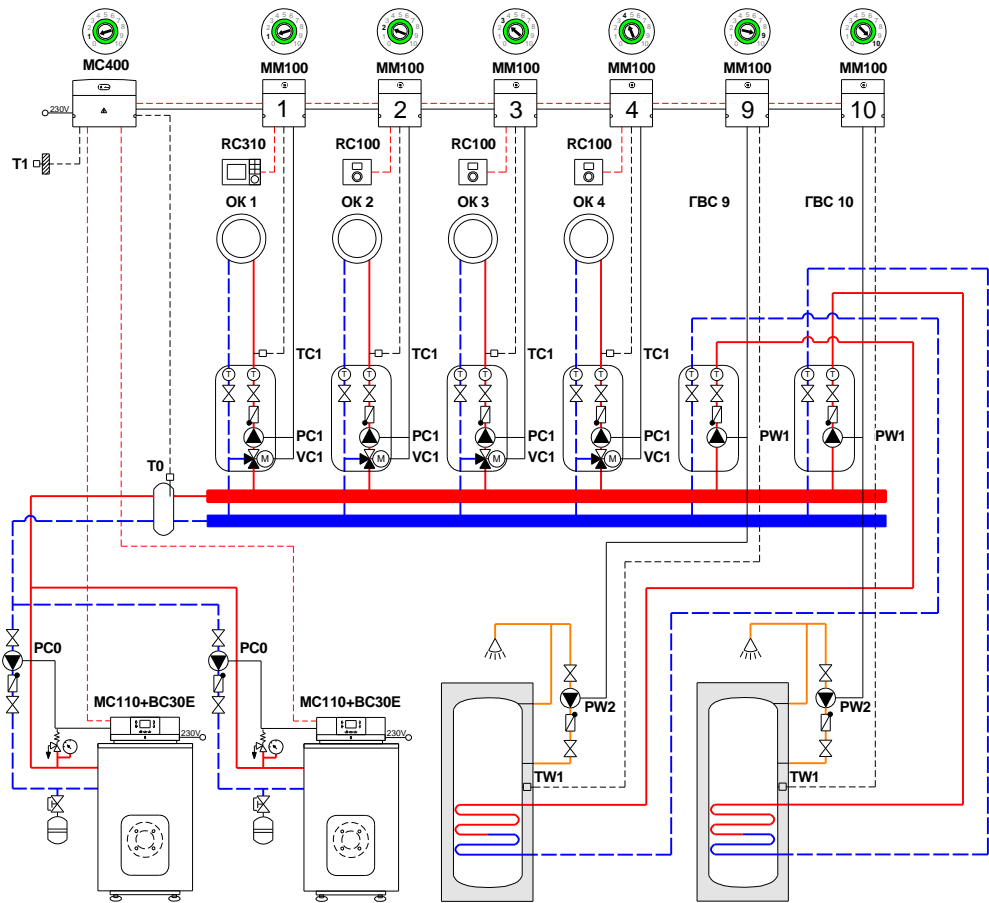 MC400 MM100 MM100 MM100 MM100 MM100 MM100
230V 1 2 3 4 9 10
T1 RC310 RC100 RC100 RC100
ОК 1 ОК 2 ОК 3 ОК 4 ГВС 9 ГВС 10
TC1 TC1 TC1 TC1
T T T T T T T T T T T T
PC1 PC1 PC1 PC1 PW1 PW1
M VC1 M VC1 M VC1 M VC1
T0
PC0 PC0
MC110+BC30E MC110+BC30E PW2 PW2
230V 230V
TW1 TW1